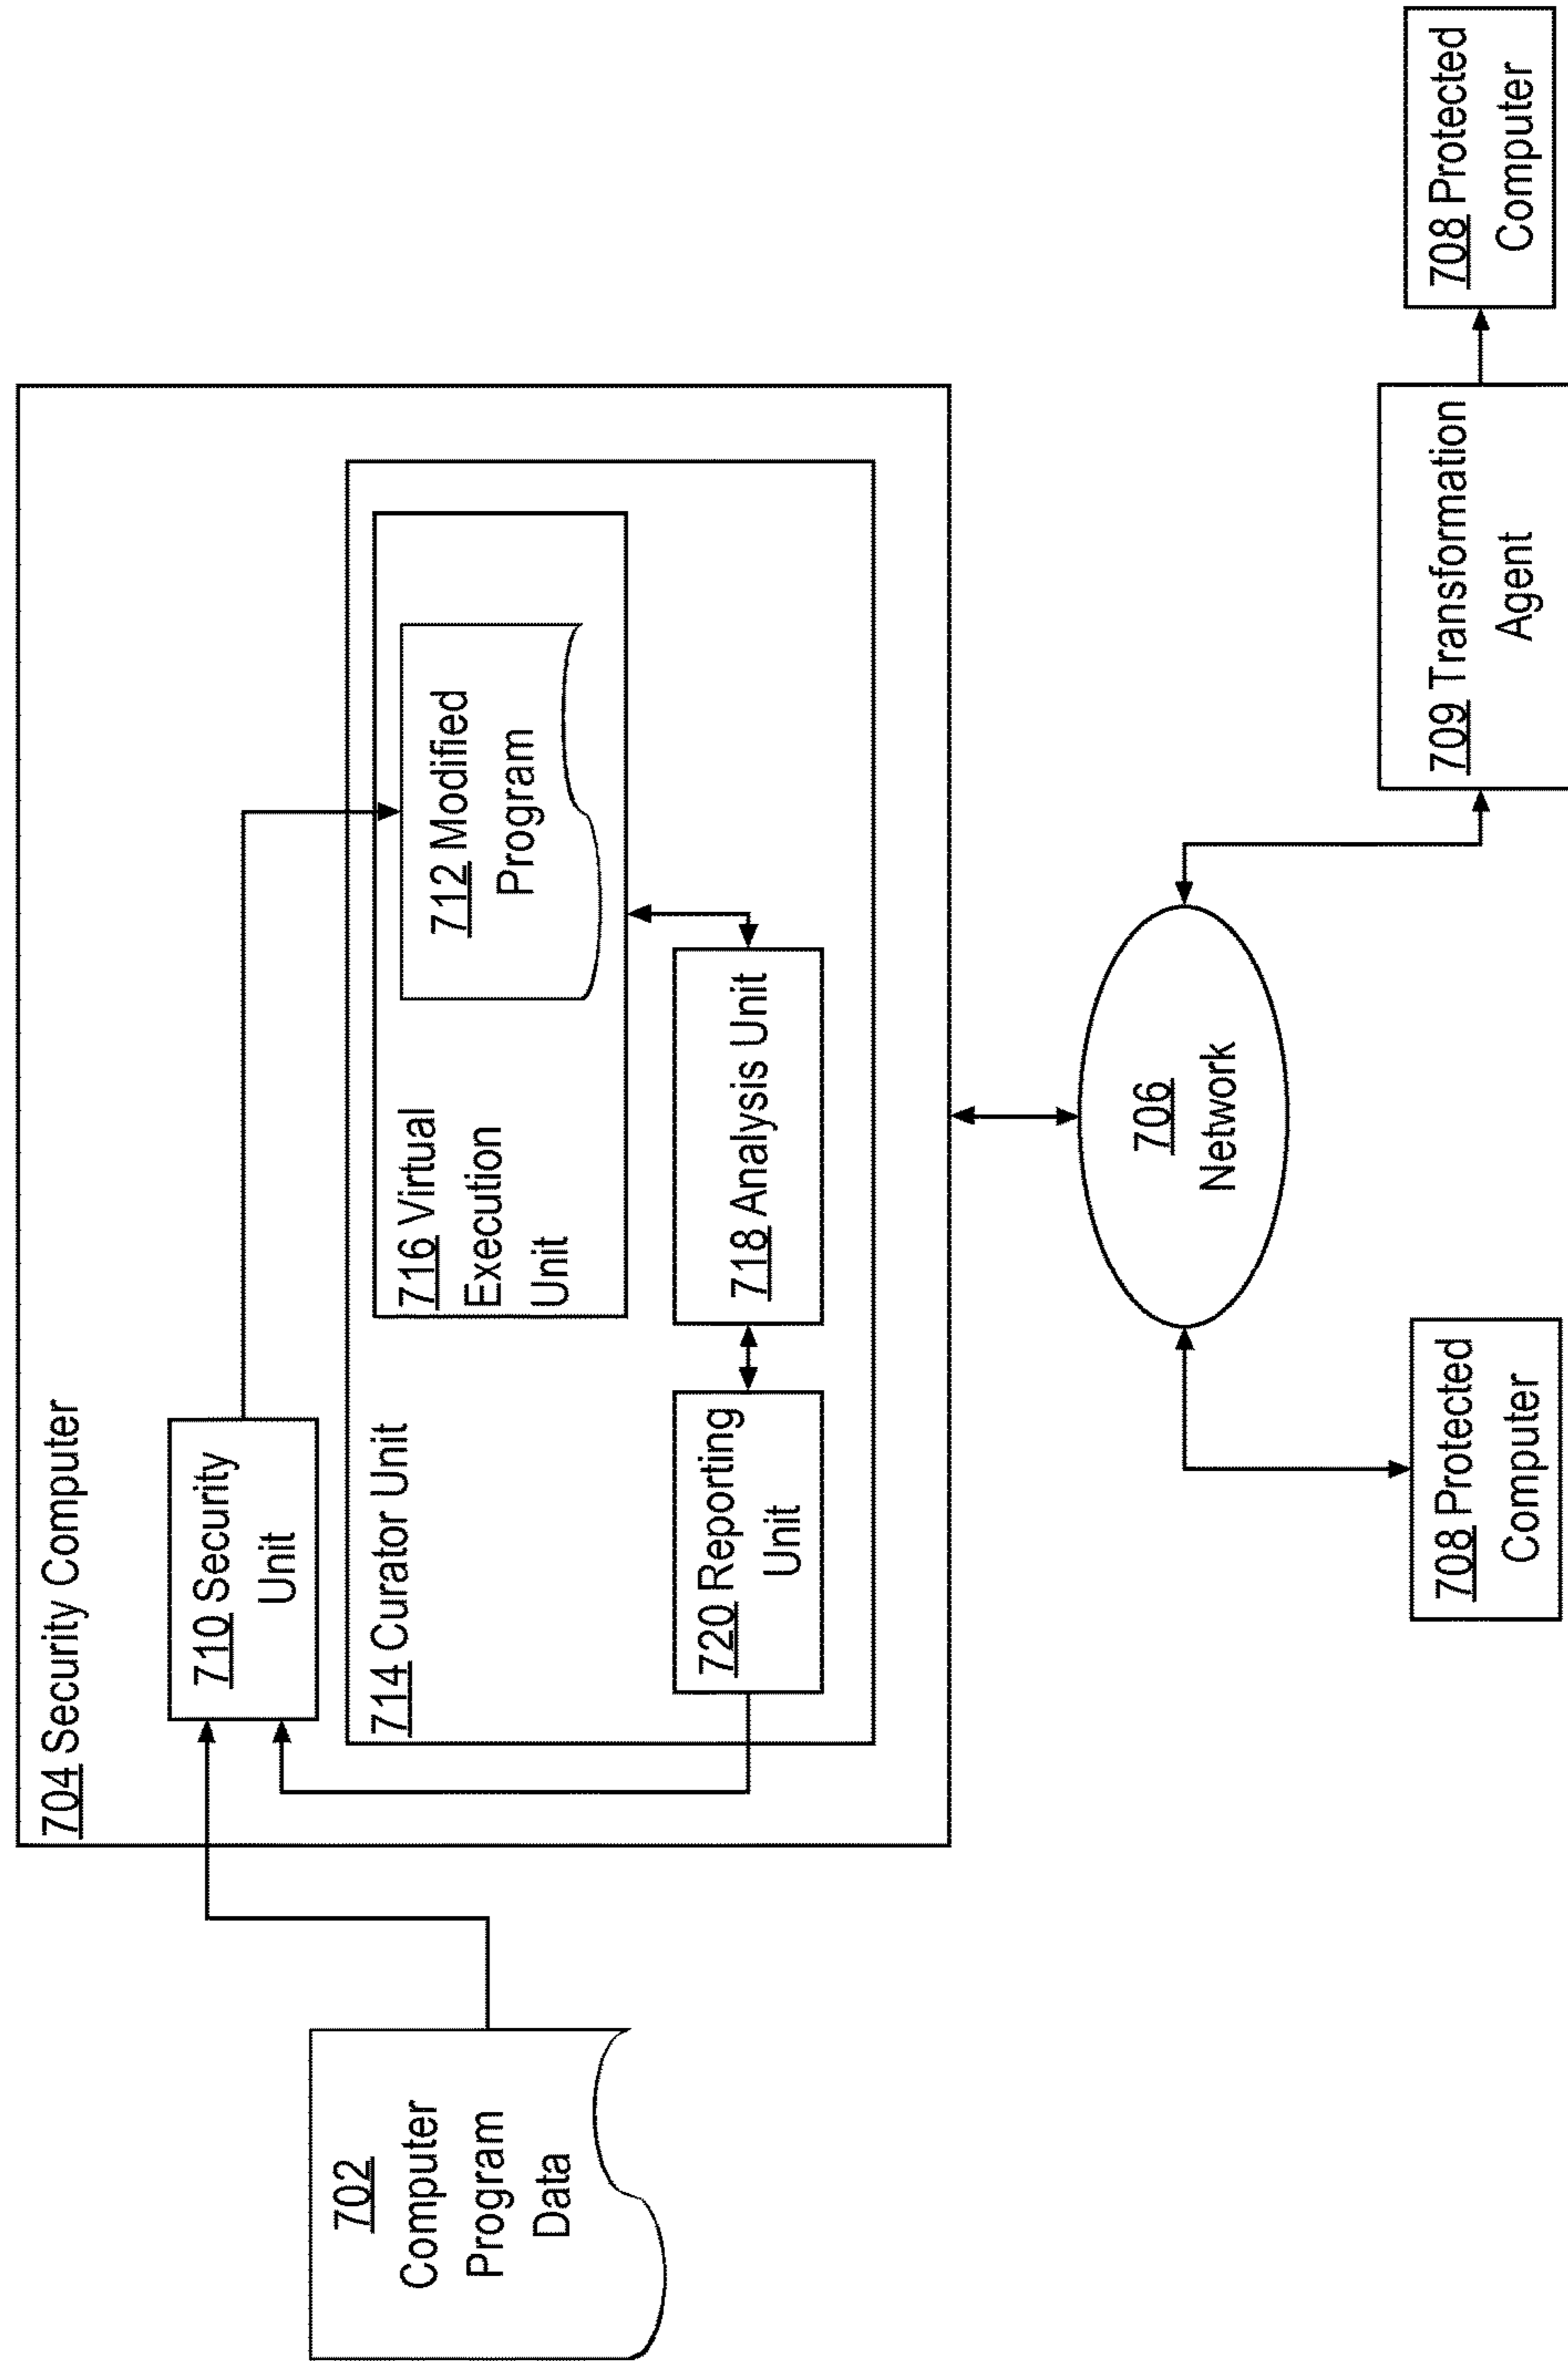 704 Security Computer
710 Security
Unit
702
Computer
Program
Data
714 Curator Unit
716 Virtual
Execution
Unit
712 Modified
Program
720 Reporting
Unit
718 Analysis Unit
706
Network
708 Protected
Computer
709 Transformation
Agent
708 Protected
Computer